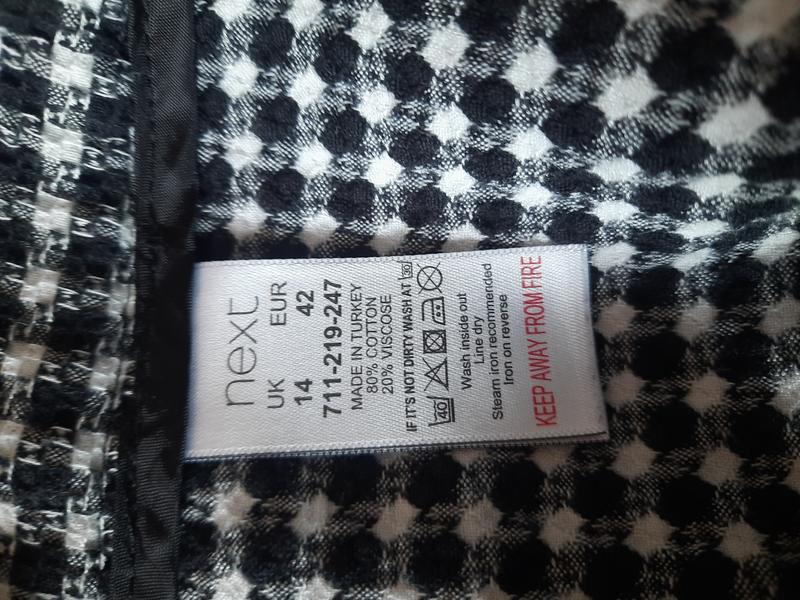 next
UK EUR
14 42
711-219-247
MADE IN TURKEY
80% COTTON
20% VISCOSE
IF IT'S NOT DIRTY WASH AT 30
40
Wash inside out
Line dry
Steam iron recommended
Iron on reverse
KEEP AWAY FROM FIRE